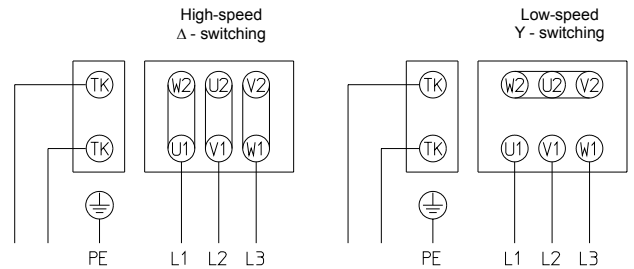 High-speed
Δ - switching
TK W2 U2 V2
TK U1 V1 W1
PE L1 L2 L3
Low-speed
Y - switching
TK W2 U2 V2
TK U1 V1 W1
PE L1 L2 L3